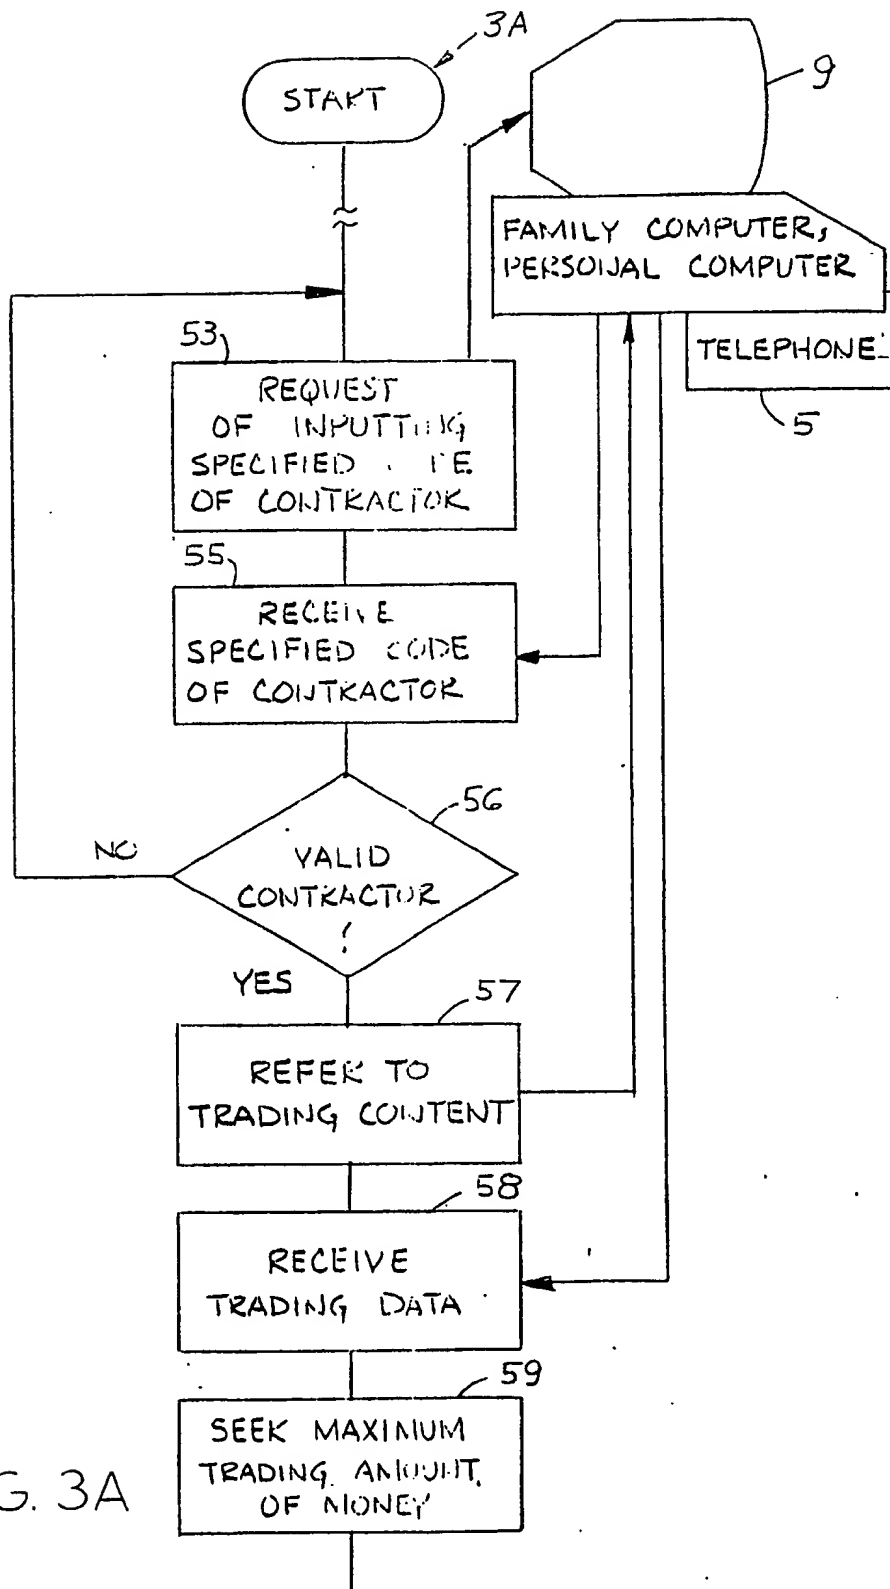 3A
START
9
FAMILY COMPUTER,
PERSONAL COMPUTER
TELEPHONE
5
53
REQUEST
OF INPUTTING
SPECIFIED
OF CONTRACTOR
55
RECEIVE
SPECIFIED CODE
OF CONTRACTOR
56
NO
VALID
CONTRACTOR
?
YES
57
REFER TO
TRADING CONTENT
58
RECEIVE
TRADING DATA
59
SEEK MAXIMUM
TRADING AMOUNT
OF MONEY
G. 3A